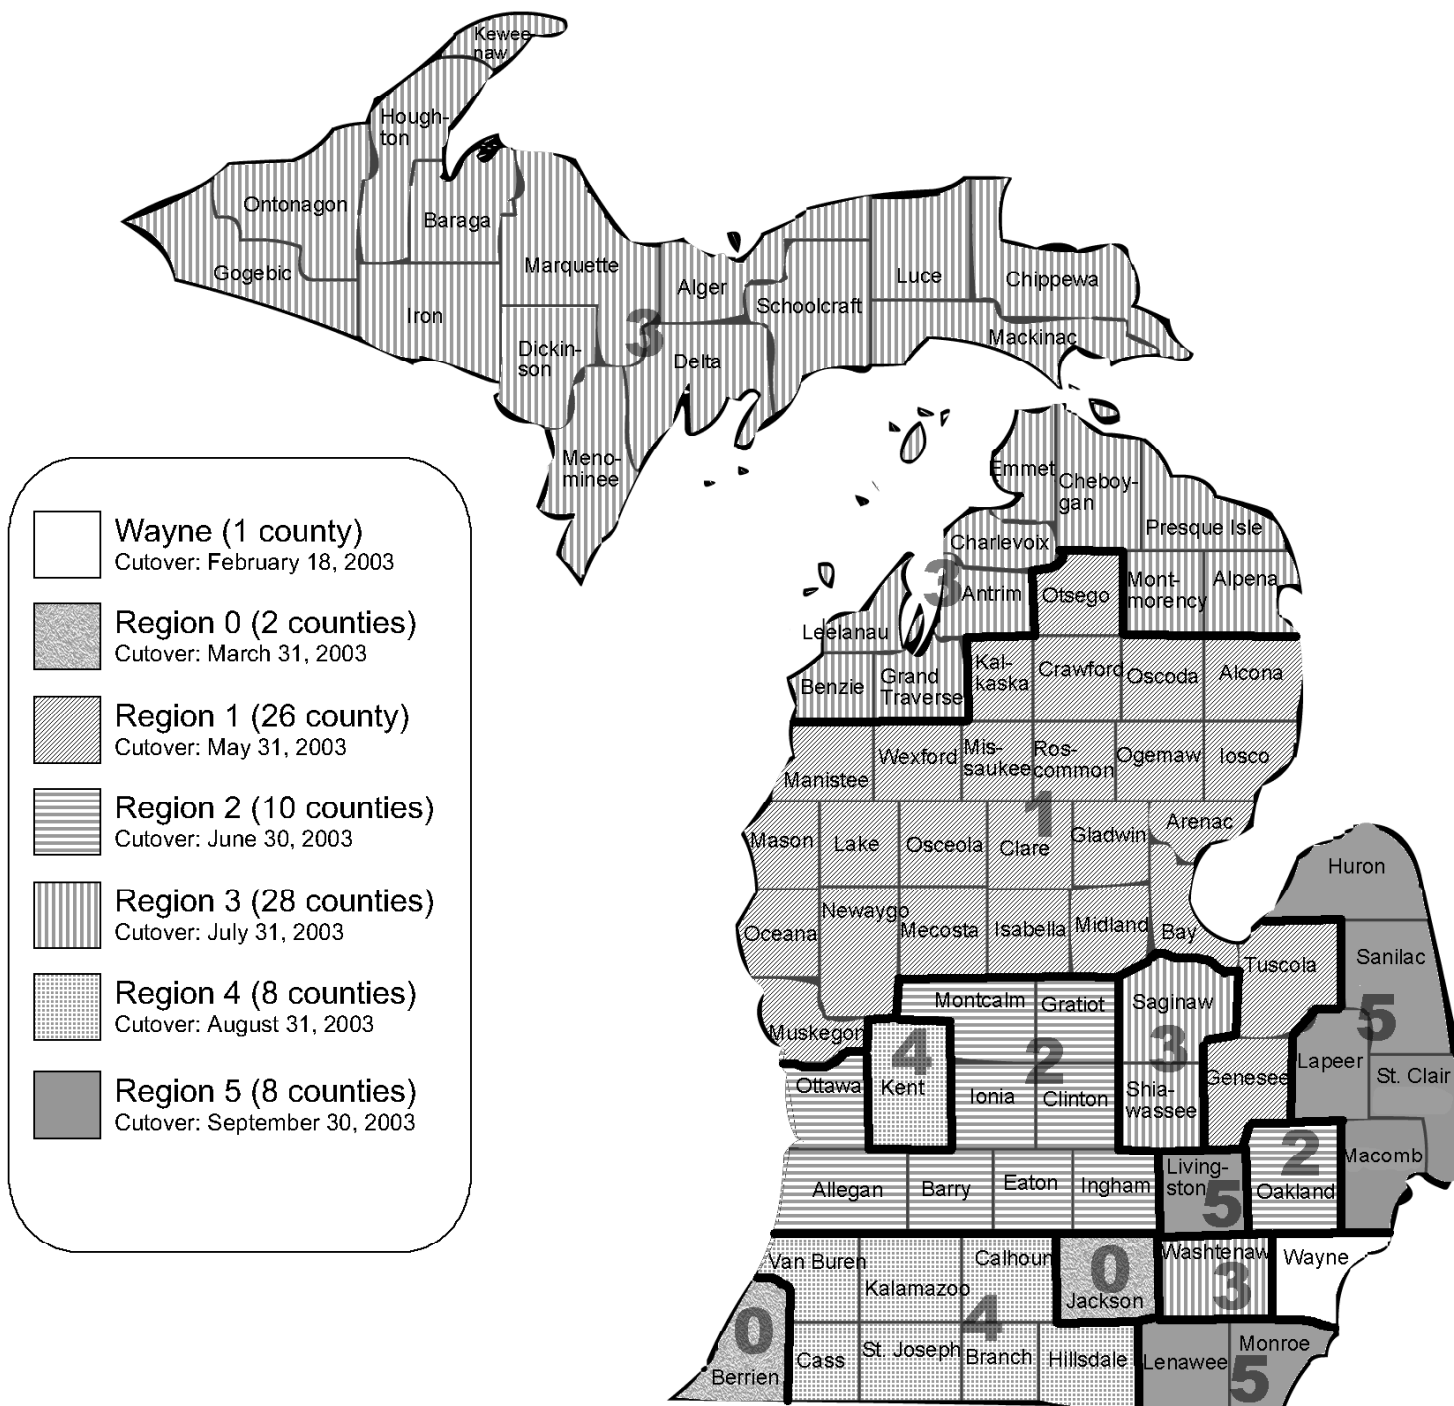 Kewee
naw
Hough-
ton
Ontonagon
Baraga
Gogebic
Marquette
Alger
Luce
Chippewa
Schoolcraft
Iron
3
Mackinac
Dickin-
son
Delta
Meno-
minee
Emmet
Cheboy-
gan
Presque Isle
Charlevoix
3
Antrim
Otsego
Mont-
morency
Alpena
Leelanau
Benzie
Grand
Traverse
Kal-
kaska
Crawford
Oscoda
Alcona
Manistee
Wexford
Mis-
saukee
Ros-
common
Ogemaw
Iosco
1
Mason
Lake
Osceola
Clare
Gladwin
Arenac
Huron
Oceana
Newaygo
Mecosta
Isabella
Midland
Bay
Tuscola
Sanilac
Muskegon
Montcalm
Gratiot
Saginaw
5
4
2
3
Ottawa
Kent
Ionia
Clinton
Shia-
wassee
Genesee
Lapeer
St. Clair
Allegan
Barry
Eaton
Ingham
Living-
ston
5
2
Oakland
Macomb
Van Buren
Kalamazoo
Calhoun
0
Jackson
Washtenaw
3
Wayne
0
Berrien
Cass
St. Joseph
4
Branch
Hillsdale
Lenawee
Monroe
5
Wayne (1 county)
Cutover: February 18, 2003
Region 0 (2 counties)
Cutover: March 31, 2003
Region 1 (26 county)
Cutover: May 31, 2003
Region 2 (10 counties)
Cutover: June 30, 2003
Region 3 (28 counties)
Cutover: July 31, 2003
Region 4 (8 counties)
Cutover: August 31, 2003
Region 5 (8 counties)
Cutover: September 30, 2003